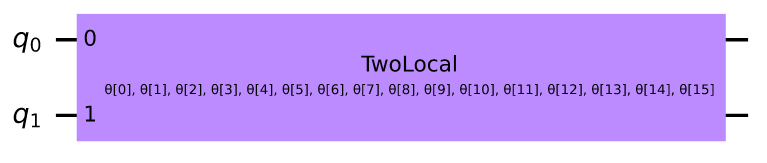 q0 0
TwoLocal
θ[0], θ[1], θ[2], θ[3], θ[4], θ[5], θ[6], θ[7], θ[8], θ[9], θ[10], θ[11], θ[12], θ[13], θ[14], θ[15]
q1 1